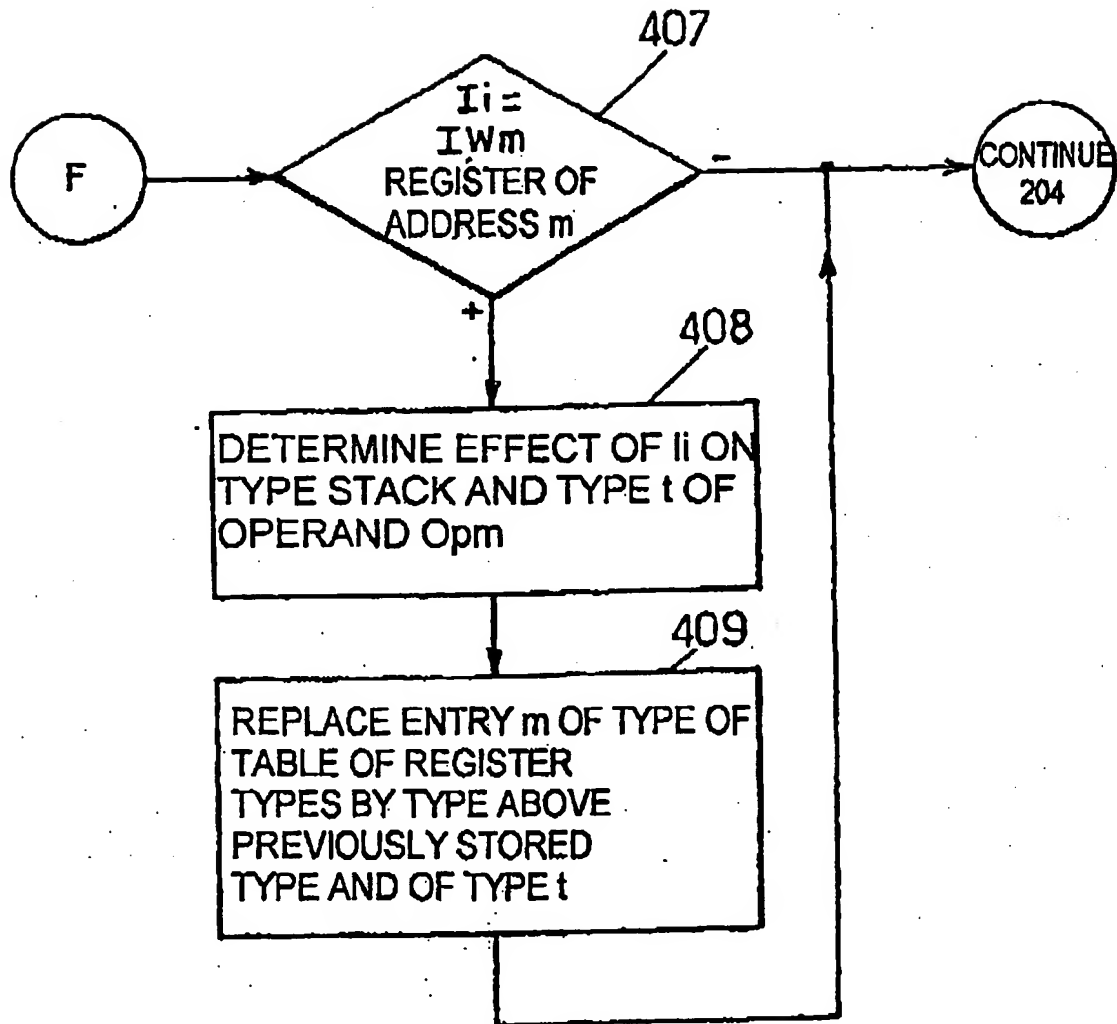 407
F
Ii =
IWm
REGISTER OF
ADDRESS m
-
+
CONTINUE
204
408
DETERMINE EFFECT OF Ii ON
TYPE STACK AND TYPE t OF
OPERAND Opm
409
REPLACE ENTRY m OF TYPE OF
TABLE OF REGISTER
TYPES BY TYPE ABOVE
PREVIOUSLY STORED
TYPE AND OF TYPE t